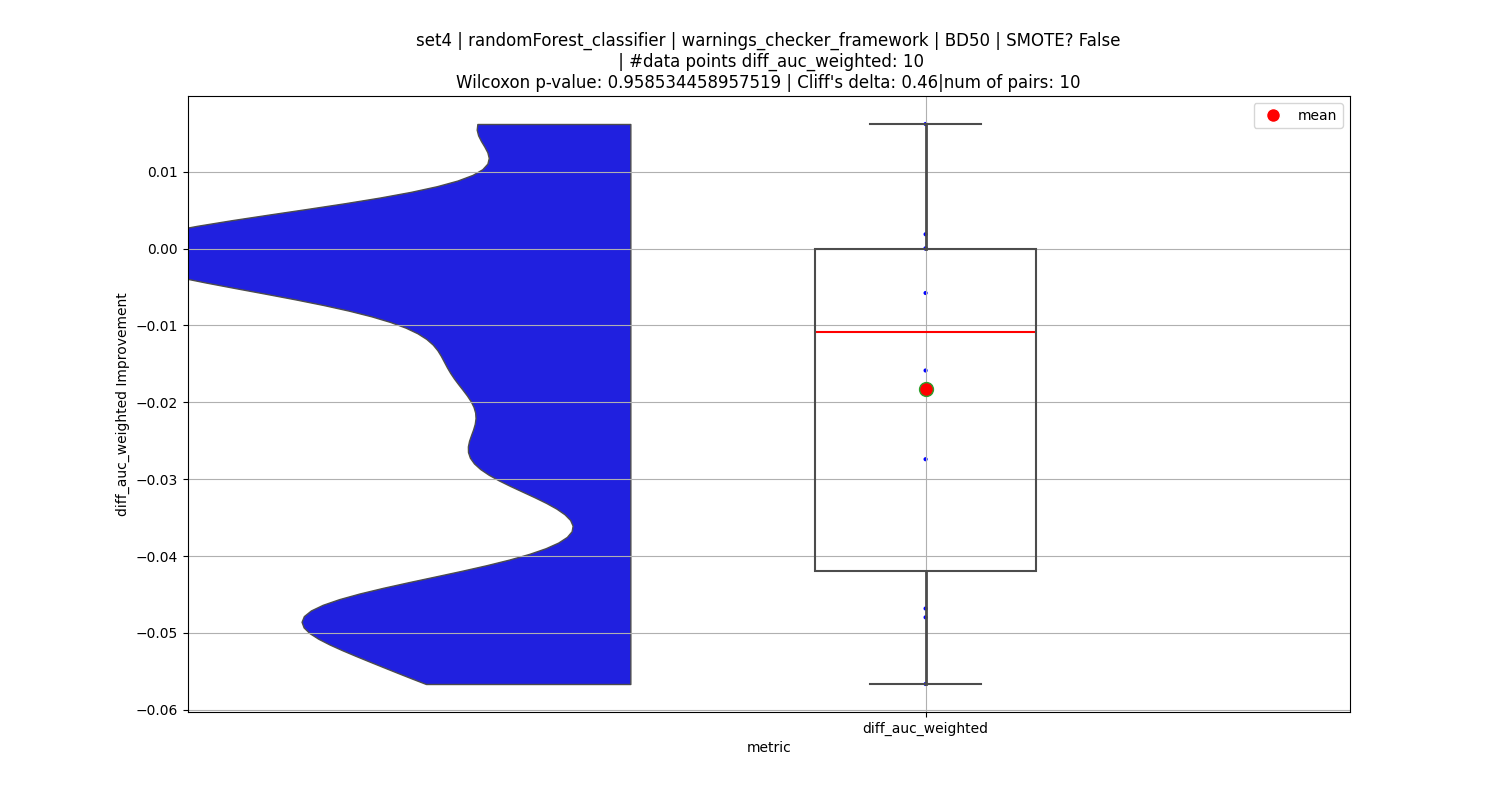 set4 | randomForest_classifier | warnings_checker_framework | BD50 | SMOTE? False
| #data points diff_auc_weighted: 10
Wilcoxon p-value: 0.958534458957519 | Cliff's delta: 0.46|num of pairs: 10
mean
0.01
0.00
−0.01
−0.02
−0.03
−0.04
−0.05
−0.06
diff_auc_weighted Improvement
diff_auc_weighted
metric